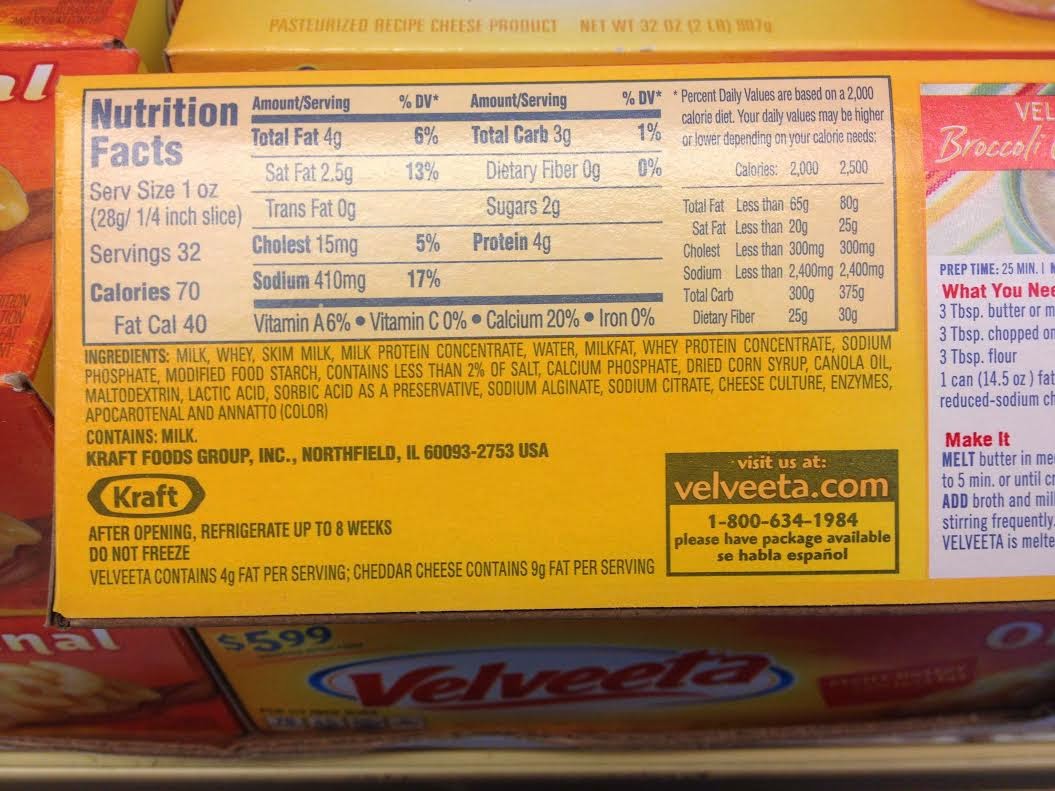 PASTEURIZED RECIPE CHEESE PRODUCT NET WT 32 OZ (2 LB) 907g
al
Nutrition
Facts
Serv Size 1 oz
(28g/ 1/4 inch slice)
Servings 32
Calories 70
Fat Cal 40
Amount/Serving % DV* Amount/Serving % DV*
Total Fat 4g 6% Total Carb 3g 1%
Sat Fat 2.5g 13% Dietary Fiber 0g 0%
Trans Fat 0g Sugars 2g
Cholest 15mg 5% Protein 4g
Sodium 410mg 17%
Vitamin A 6% • Vitamin C 0% • Calcium 20% • Iron 0%
* Percent Daily Values are based on a 2,000
calorie diet. Your daily values may be higher
or lower depending on your calorie needs:
Calories: 2,000 2,500
Total Fat Less than 65g 80g
Sat Fat Less than 20g 25g
Cholest Less than 300mg 300mg
Sodium Less than 2,400mg 2,400mg
Total Carb 300g 375g
Dietary Fiber 25g 30g
INGREDIENTS: MILK, WHEY, SKIM MILK, MILK PROTEIN CONCENTRATE, WATER, MILKFAT, WHEY PROTEIN CONCENTRATE, SODIUM
PHOSPHATE, MODIFIED FOOD STARCH, CONTAINS LESS THAN 2% OF SALT, CALCIUM PHOSPHATE, DRIED CORN SYRUP, CANOLA OIL,
MALTODEXTRIN, LACTIC ACID, SORBIC ACID AS A PRESERVATIVE, SODIUM ALGINATE, SODIUM CITRATE, CHEESE CULTURE, ENZYMES,
APOCAROTENAL AND ANNATTO (COLOR)
CONTAINS: MILK.
KRAFT FOODS GROUP, INC., NORTHFIELD, IL 60093-2753 USA
Kraft
AFTER OPENING, REFRIGERATE UP TO 8 WEEKS
DO NOT FREEZE
VELVEETA CONTAINS 4g FAT PER SERVING; CHEDDAR CHEESE CONTAINS 9g FAT PER SERVING
visit us at:
velveeta.com
1-800-634-1984
please have package available
se habla español
VEL
Broccoli
PREP TIME: 25 MIN. |
What You Nee
3 Tbsp. butter or m
3 Tbsp. chopped on
3 Tbsp. flour
1 can (14.5 oz) fat
reduced-sodium ch
Make It
MELT butter in me
to 5 min. or until cr
ADD broth and mil
stirring frequently.
VELVEETA is melte
nal
$5.99
Velveeta
O